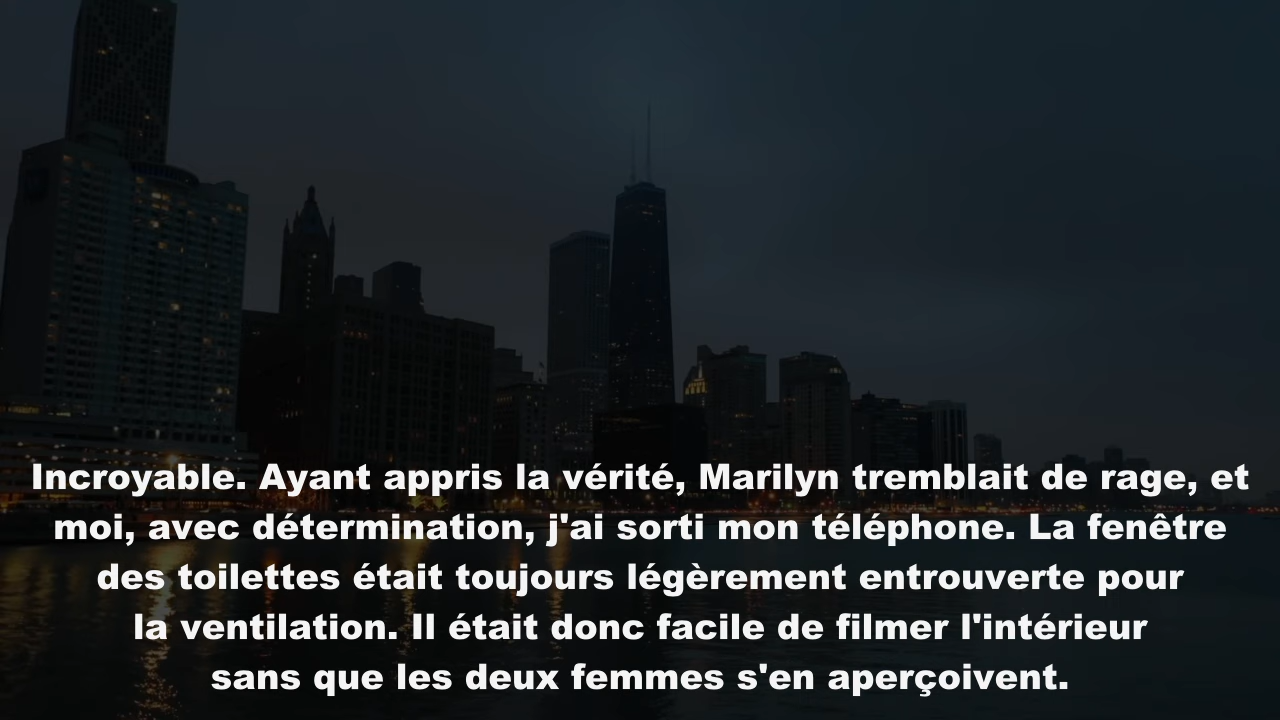 Incroyable. Ayant appris la vérité, Marilyn tremblait de rage, et
moi, avec détermination, j'ai sorti mon téléphone. La fenêtre
des toilettes était toujours légèrement entrouverte pour
la ventilation. Il était donc facile de filmer l'intérieur
sans que les deux femmes s'en aperçoivent.